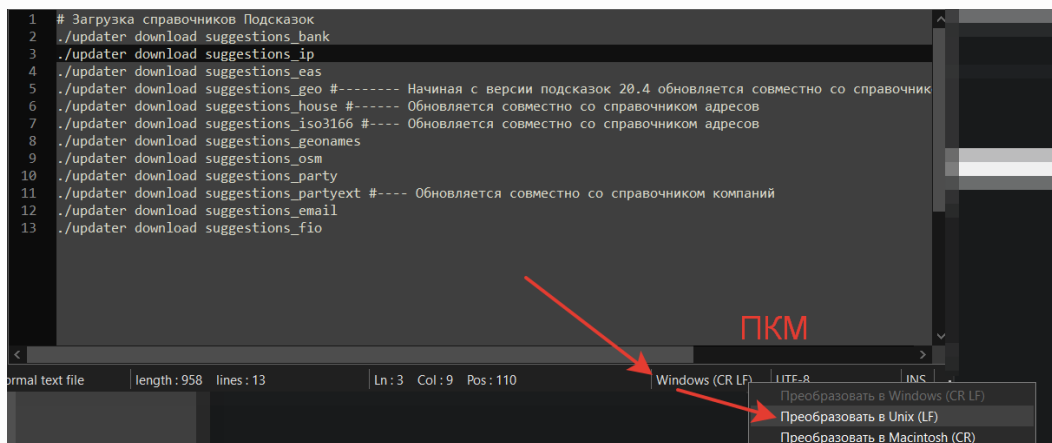 1 # Загрузка справочников Подсказок
2 ./updater download suggestions_bank
3 ./updater download suggestions_ip
4 ./updater download suggestions_eas
5 ./updater download suggestions_geo #-------- Начиная с версии подсказок 20.4 обновляется совместно со справочник
6 ./updater download suggestions_house #------ Обновляется совместно со справочником адресов
7 ./updater download suggestions_iso3166 #---- Обновляется совместно со справочником адресов
8 ./updater download suggestions_geonames
9 ./updater download suggestions_osm
10 ./updater download suggestions_party
11 ./updater download suggestions_partyext #---- Обновляется совместно со справочником компаний
12 ./updater download suggestions_email
13 ./updater download suggestions_fio
ПКМ
ormal text file length : 958 lines : 13 Ln : 3 Col : 9 Pos : 110 Windows (CR LF) UTF-8 INS
Преобразовать в Windows (CR LF)
Преобразовать в Unix (LF)
Преобразовать в Macintosh (CR)